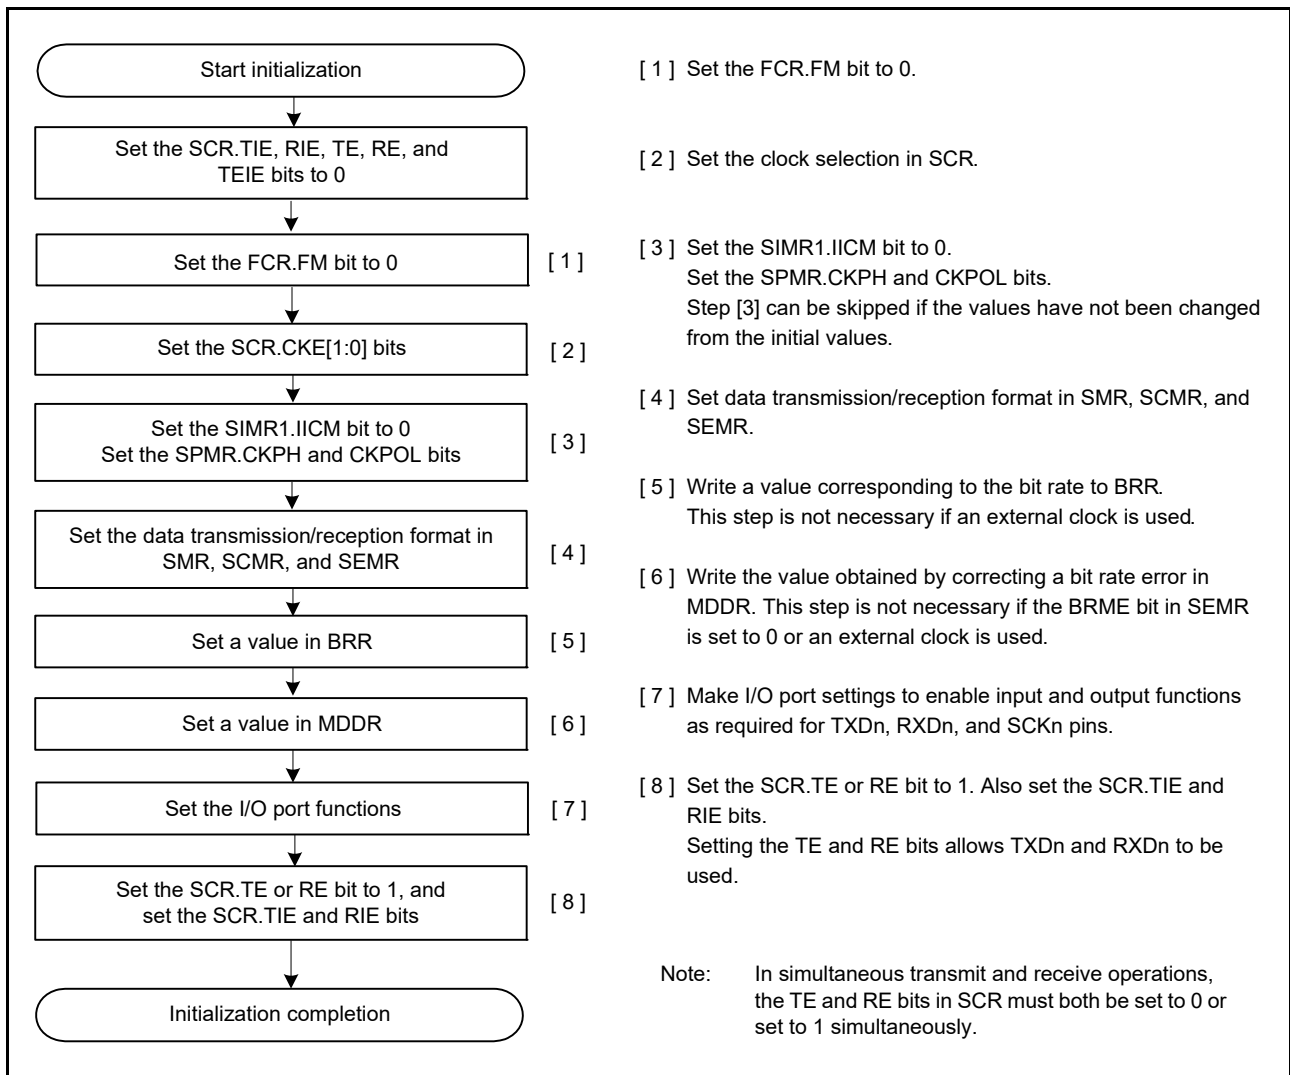 Start initialization
Set the SCR.TIE, RIE, TE, RE, and
TEIE bits to 0
Set the FCR.FM bit to 0
[ 1 ]
Set the SCR.CKE[1:0] bits
[ 2 ]
Set the SIMR1.IICM bit to 0
Set the SPMR.CKPH and CKPOL bits
[ 3 ]
Set the data transmission/reception format in
SMR, SCMR, and SEMR
[ 4 ]
Set a value in BRR
[ 5 ]
Set a value in MDDR
[ 6 ]
Set the I/O port functions
[ 7 ]
Set the SCR.TE or RE bit to 1, and
set the SCR.TIE and RIE bits
[ 8 ]
Initialization completion
[ 1 ] Set the FCR.FM bit to 0.
[ 2 ] Set the clock selection in SCR.
[ 3 ] Set the SIMR1.IICM bit to 0.
Set the SPMR.CKPH and CKPOL bits.
Step [3] can be skipped if the values have not been changed
from the initial values.
[ 4 ] Set data transmission/reception format in SMR, SCMR, and
SEMR.
[ 5 ] Write a value corresponding to the bit rate to BRR.
This step is not necessary if an external clock is used.
[ 6 ] Write the value obtained by correcting a bit rate error in
MDDR. This step is not necessary if the BRME bit in SEMR
is set to 0 or an external clock is used.
[ 7 ] Make I/O port settings to enable input and output functions
as required for TXDn, RXDn, and SCKn pins.
[ 8 ] Set the SCR.TE or RE bit to 1. Also set the SCR.TIE and
RIE bits.
Setting the TE and RE bits allows TXDn and RXDn to be
used.
Note: In simultaneous transmit and receive operations,
the TE and RE bits in SCR must both be set to 0 or
set to 1 simultaneously.